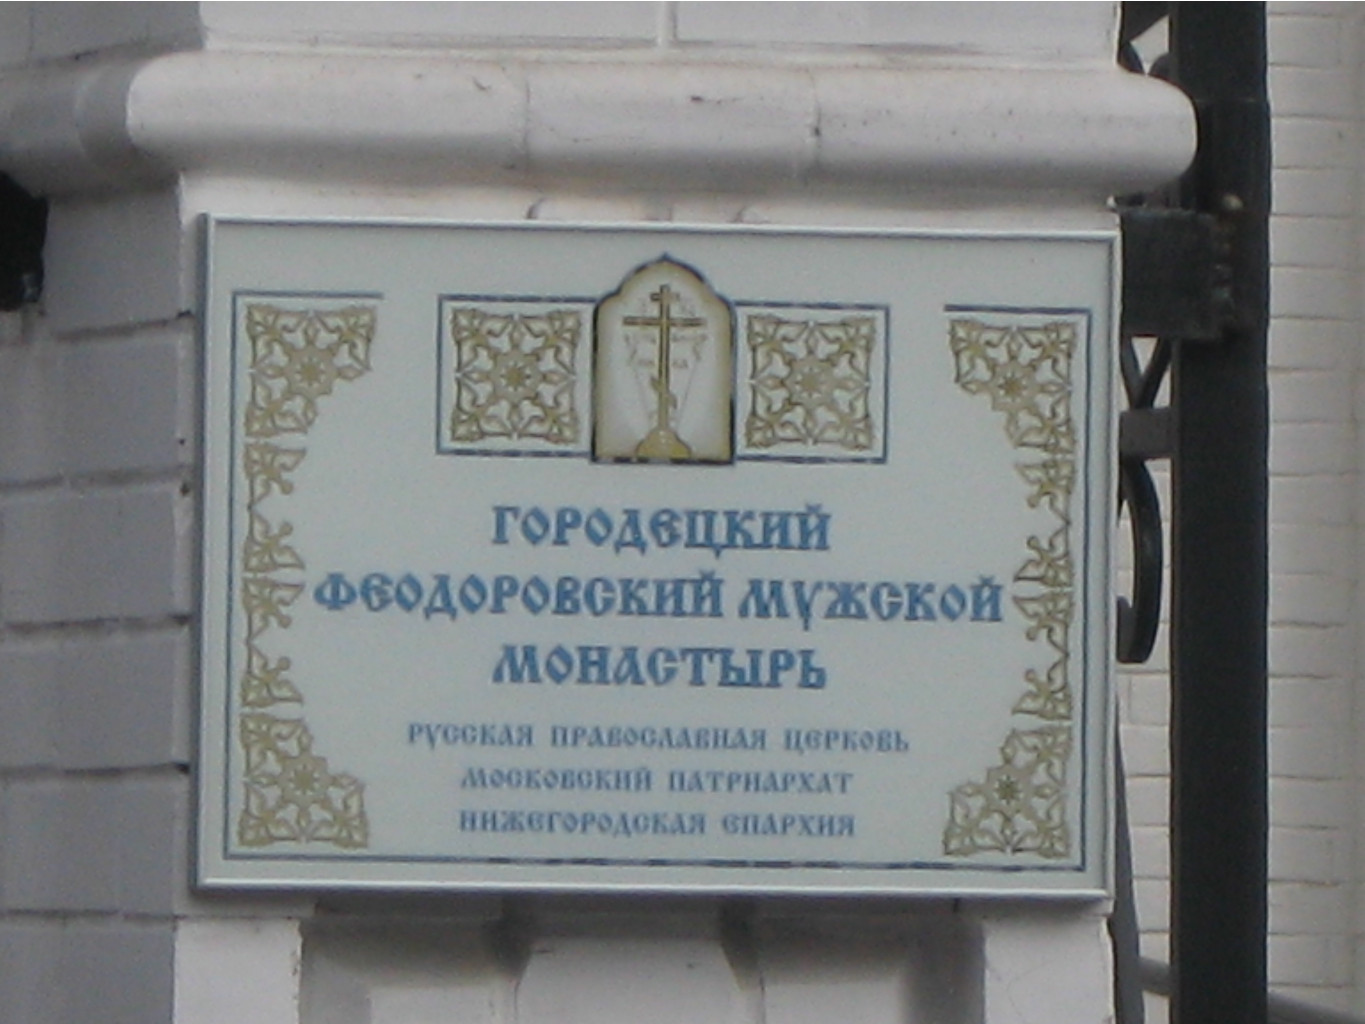 ГОРОДЕЦКИЙ
ФЕОДОРОВСКИЙ МУЖСКОЙ
МОНАСТЫРЬ
РУССКАЯ ПРАВОСЛАВНАЯ ЦЕРКОВЬ
МОСКОВСКИЙ ПАТРИАРХАТ
НИЖЕГОРОДСКАЯ ЕПАРХИЯ